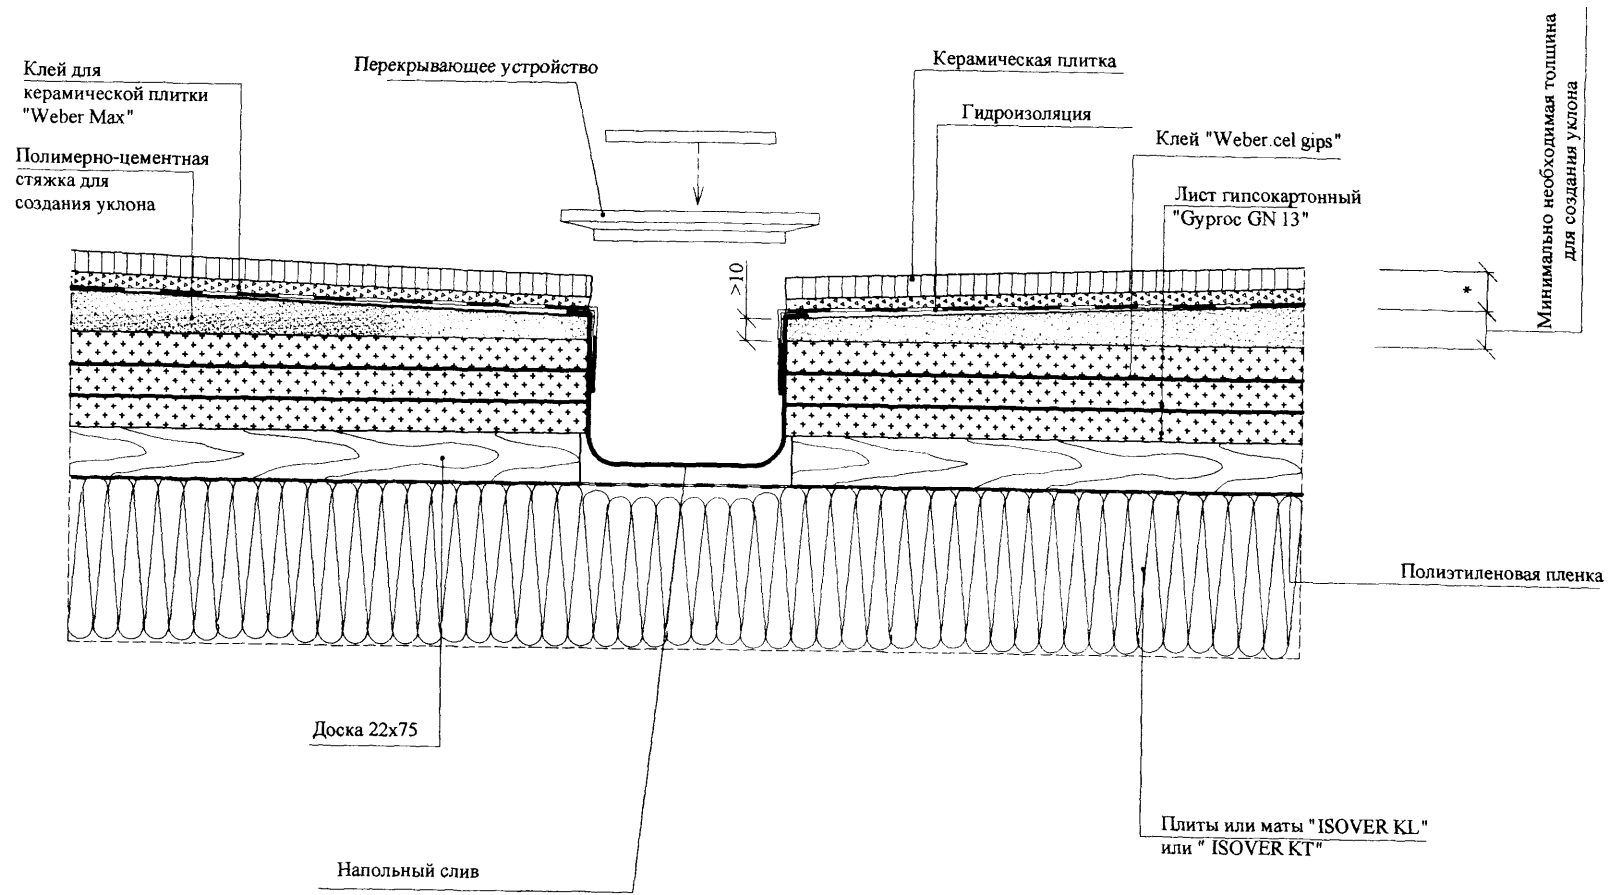 Клей для
керамической плитки
"Weber Max"
Полимерно-цементная
стяжка для
создания уклона
Перекрывающее устройство
Керамическая плитка
Гидроизоляция
Клей "Weber.cel gips"
Лист гипсокартонный
"Gyproc GN 13"
Минимально необходимая толщина
для создания уклона
>10
*
Полиэтиленовая пленка
Доска 22х75
Плиты или маты "ISOVER KL"
или " ISOVER KT"
Напольный слив